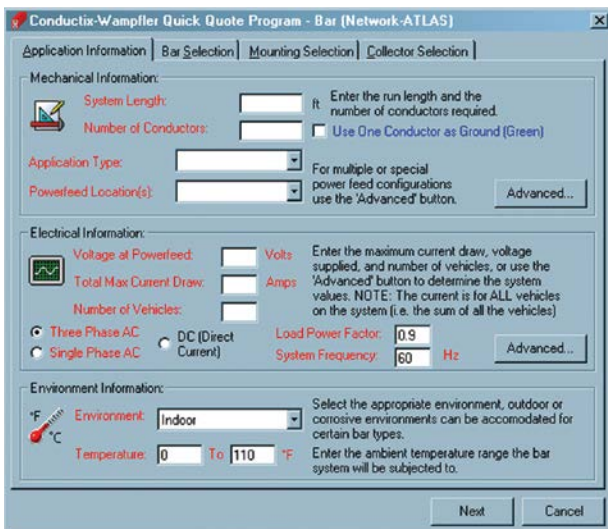 Conductix-Wampfler Quick Quote Program - Bar (Network-ATLAS)
Application Information
Bar Selection
Mounting Selection
Collector Selection
Mechanical Information:
System Length:
ft
Enter the run length and the
number of conductors required.
Number of Conductors:
Use One Conductor as Ground (Green)
Application Type:
Powerfeed Location(s):
For multiple or special
power feed configurations
use the 'Advanced' button.
Advanced...
Electrical Information:
Voltage at Powerfeed:
Volts
Total Max Current Draw:
Amps
Number of Vehicles:
Enter the maximum current draw, voltage
supplied, and number of vehicles, or use the
'Advanced' button to determine the system
values. NOTE: The current is for ALL vehicles
on the system (i.e. the sum of all the vehicles)
Three Phase AC
Single Phase AC
DC (Direct
Current)
Load Power Factor: 0.9
System Frequency: 60 Hz
Advanced...
Environment Information:
°F
°C
Environment: Indoor
Temperature: 0 To 110 °F
Select the appropriate environment, outdoor or
corrosive environments can be accomodated for
certain bar types.
Enter the ambient temperature range the bar
system will be subjected to.
Next
Cancel